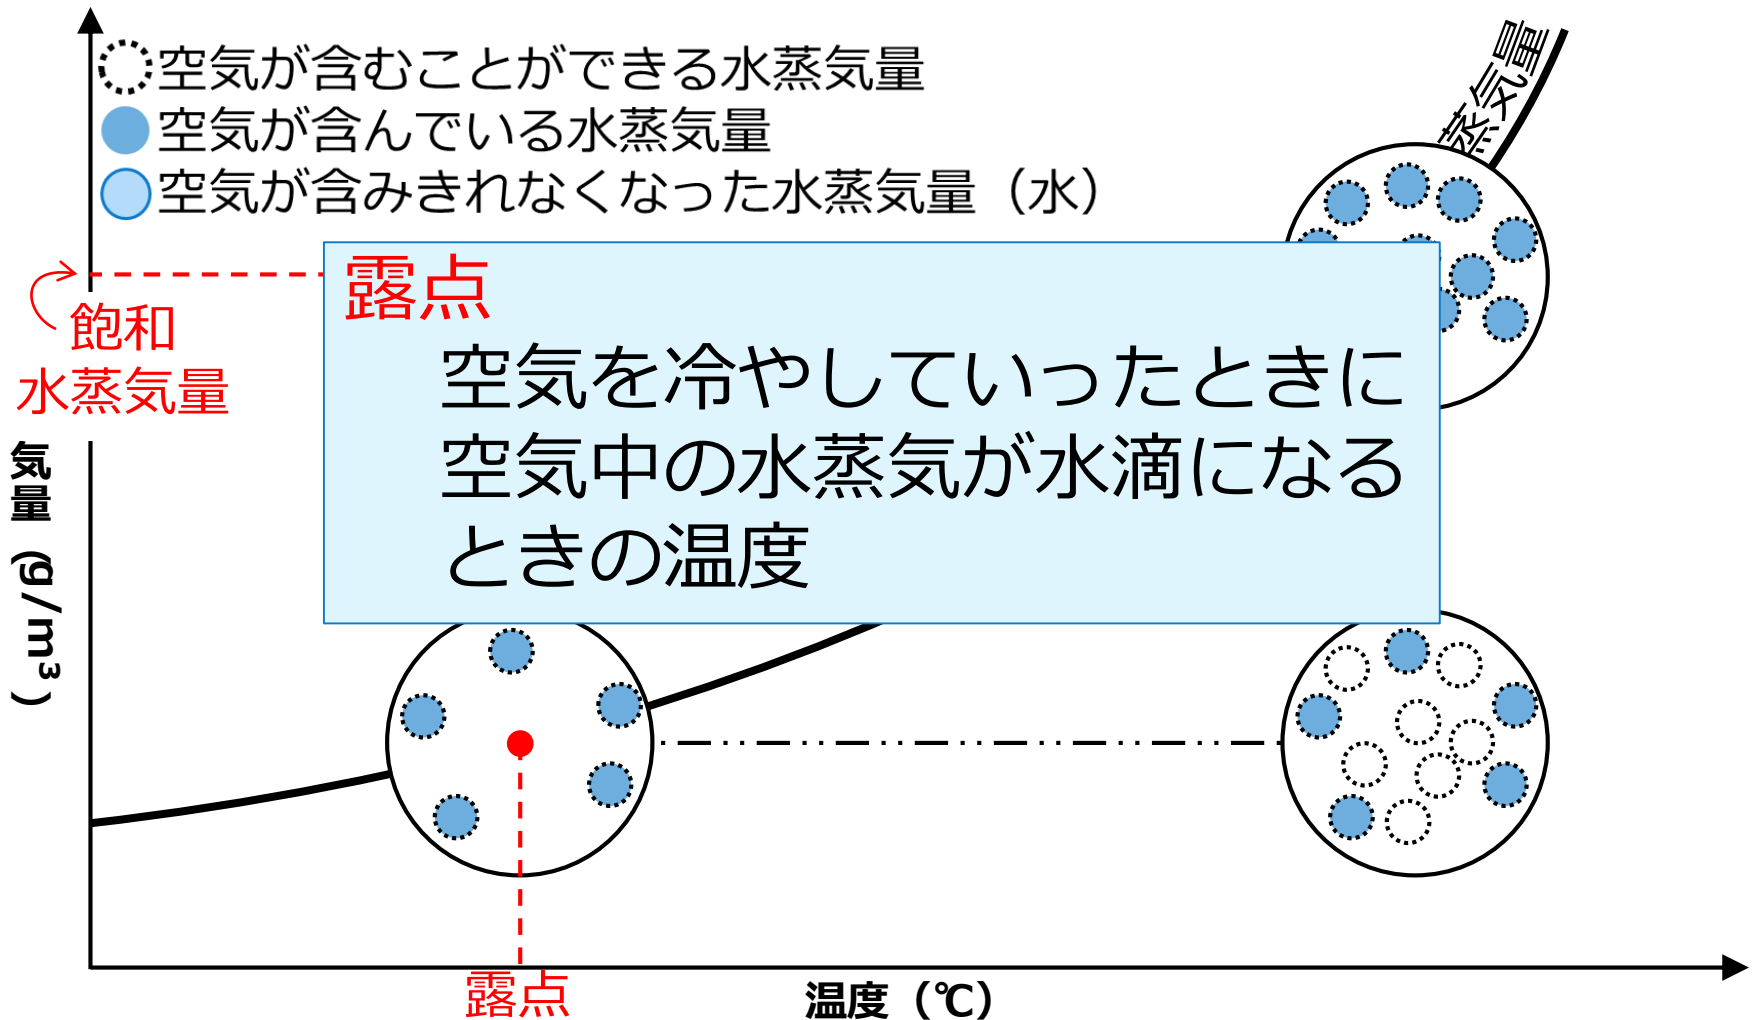 空気が含むことができる水蒸気量
空気が含んでいる水蒸気量
空気が含みきれなくなった水蒸気量（水）
蒸気量
飽和
水蒸気量
気量（g/m³）
露点
空気を冷やしていったときに
空気中の水蒸気が水滴になる
ときの温度
露点
温度（℃）